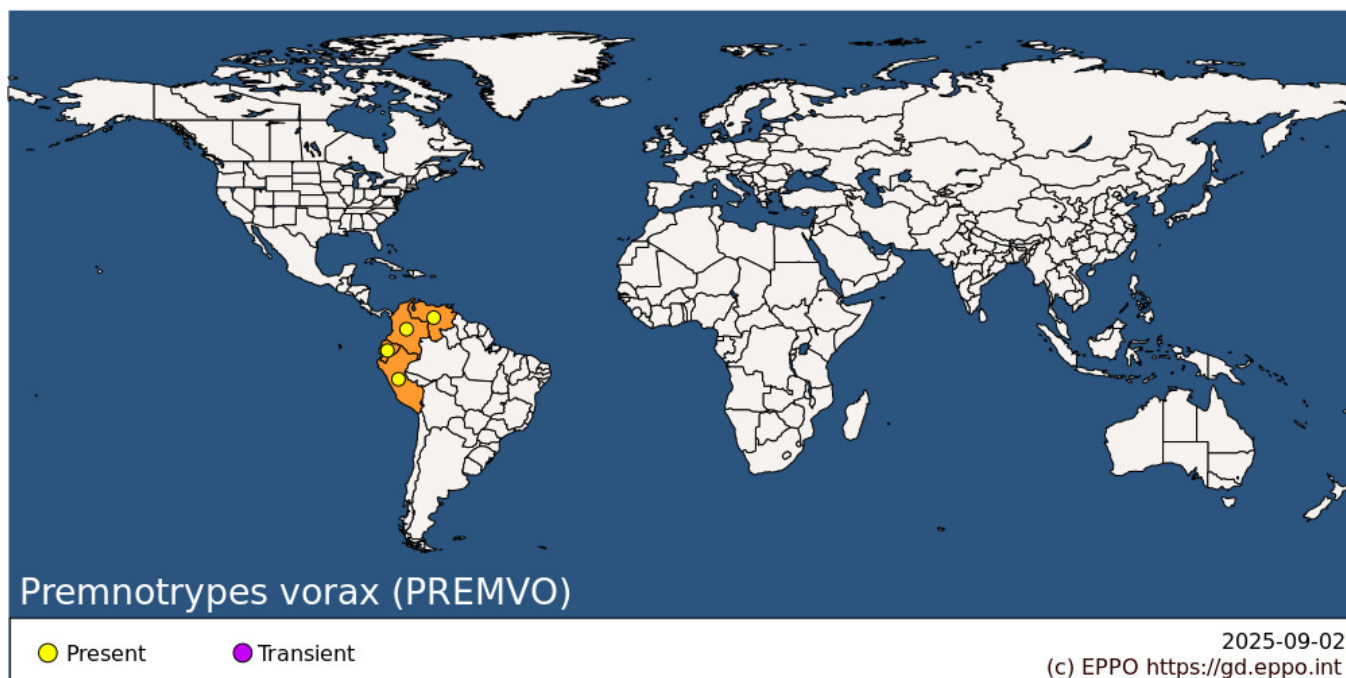 Premnotrypes vorax (PREMVO)
Present
Transient
2025-09-02
(c) EPPO https://gd.eppo.int